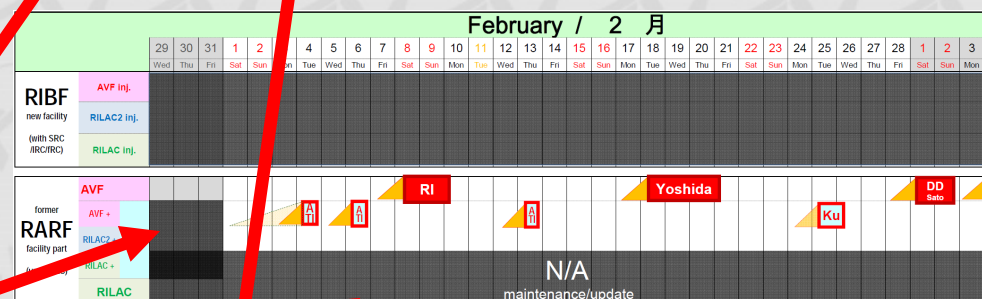 February / 2 月
29 30 31 1 2 4 5 6 7 8 9 10 11 12 13 14 15 16 17 18 19 20 21 22 23 24 25 26 27 28 1 2 3
Wed Thu Fri Sat Sun Tue Wed Thu Fri Sat Sun Mon Tue Wed Thu Fri Sat Sun Mon Tue Wed Thu Fri Sat Sun Mon Tue Wed Thu Fri Sat Sun Mon
RIBF
new facility
(with SRC
/IRC/fRC)
AVF inj.
RILAC2 inj.
RILAC inj.
former
RARF
facility part
AVF
AVF +
RILAC2 +
RILAC +
RILAC
ATI
ATI
RI
ATI
Yoshida
Ku
DD
Sato
N/A
maintenance/update